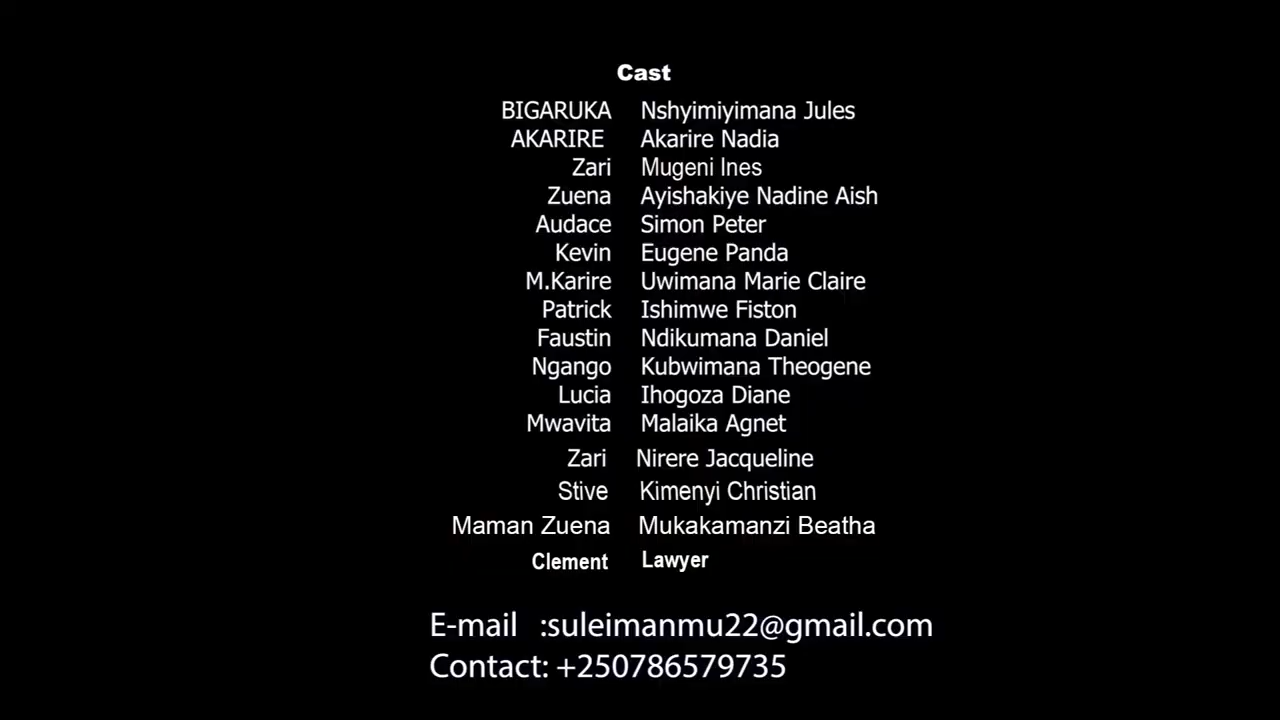 Cast
BIGARUKA Nshyimiyimana Jules
AKARIRE Akarire Nadia
Zari Mugeni Ines
Zuena Ayishakiye Nadine Aish
Audace Simon Peter
Kevin Eugene Panda
M.Karire Uwimana Marie Claire
Patrick Ishimwe Fiston
Faustin Ndikumana Daniel
Ngango Kubwimana Theogene
Lucia Ihogoza Diane
Mwavita Malaika Agnet
Zari Nirere Jacqueline
Stive Kimenyi Christian
Maman Zuena Mukakamanzi Beatha
Clement Lawyer
E-mail :suleimanmu22@gmail.com
Contact: +250786579735